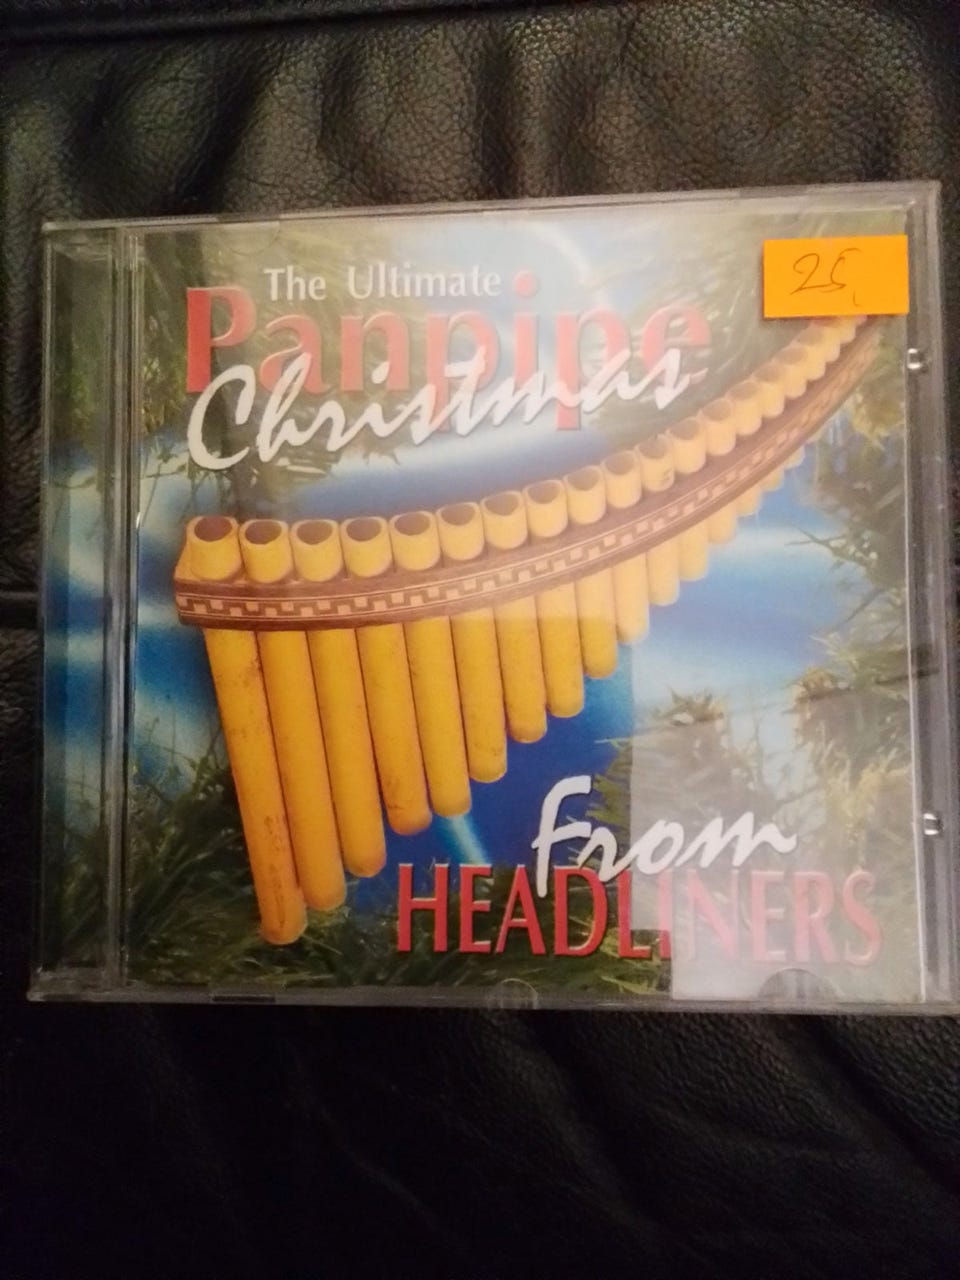 The Ultimate
25,
Panpipe
Christmas
From
HEADLINERS